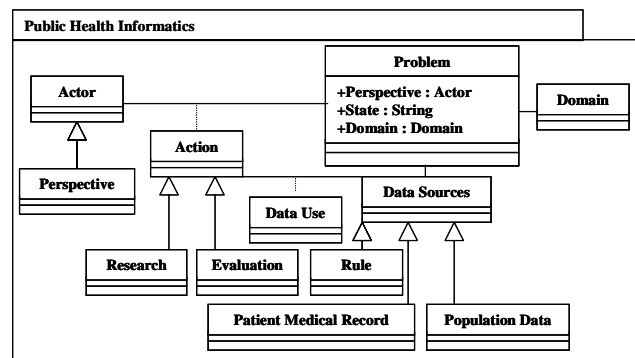 Public Health Informatics
Problem
+Perspective : Actor
+State : String
+Domain : Domain
Actor
Domain
Action
Perspective
Data Sources
Data Use
Research
Evaluation
Rule
Patient Medical Record
Population Data